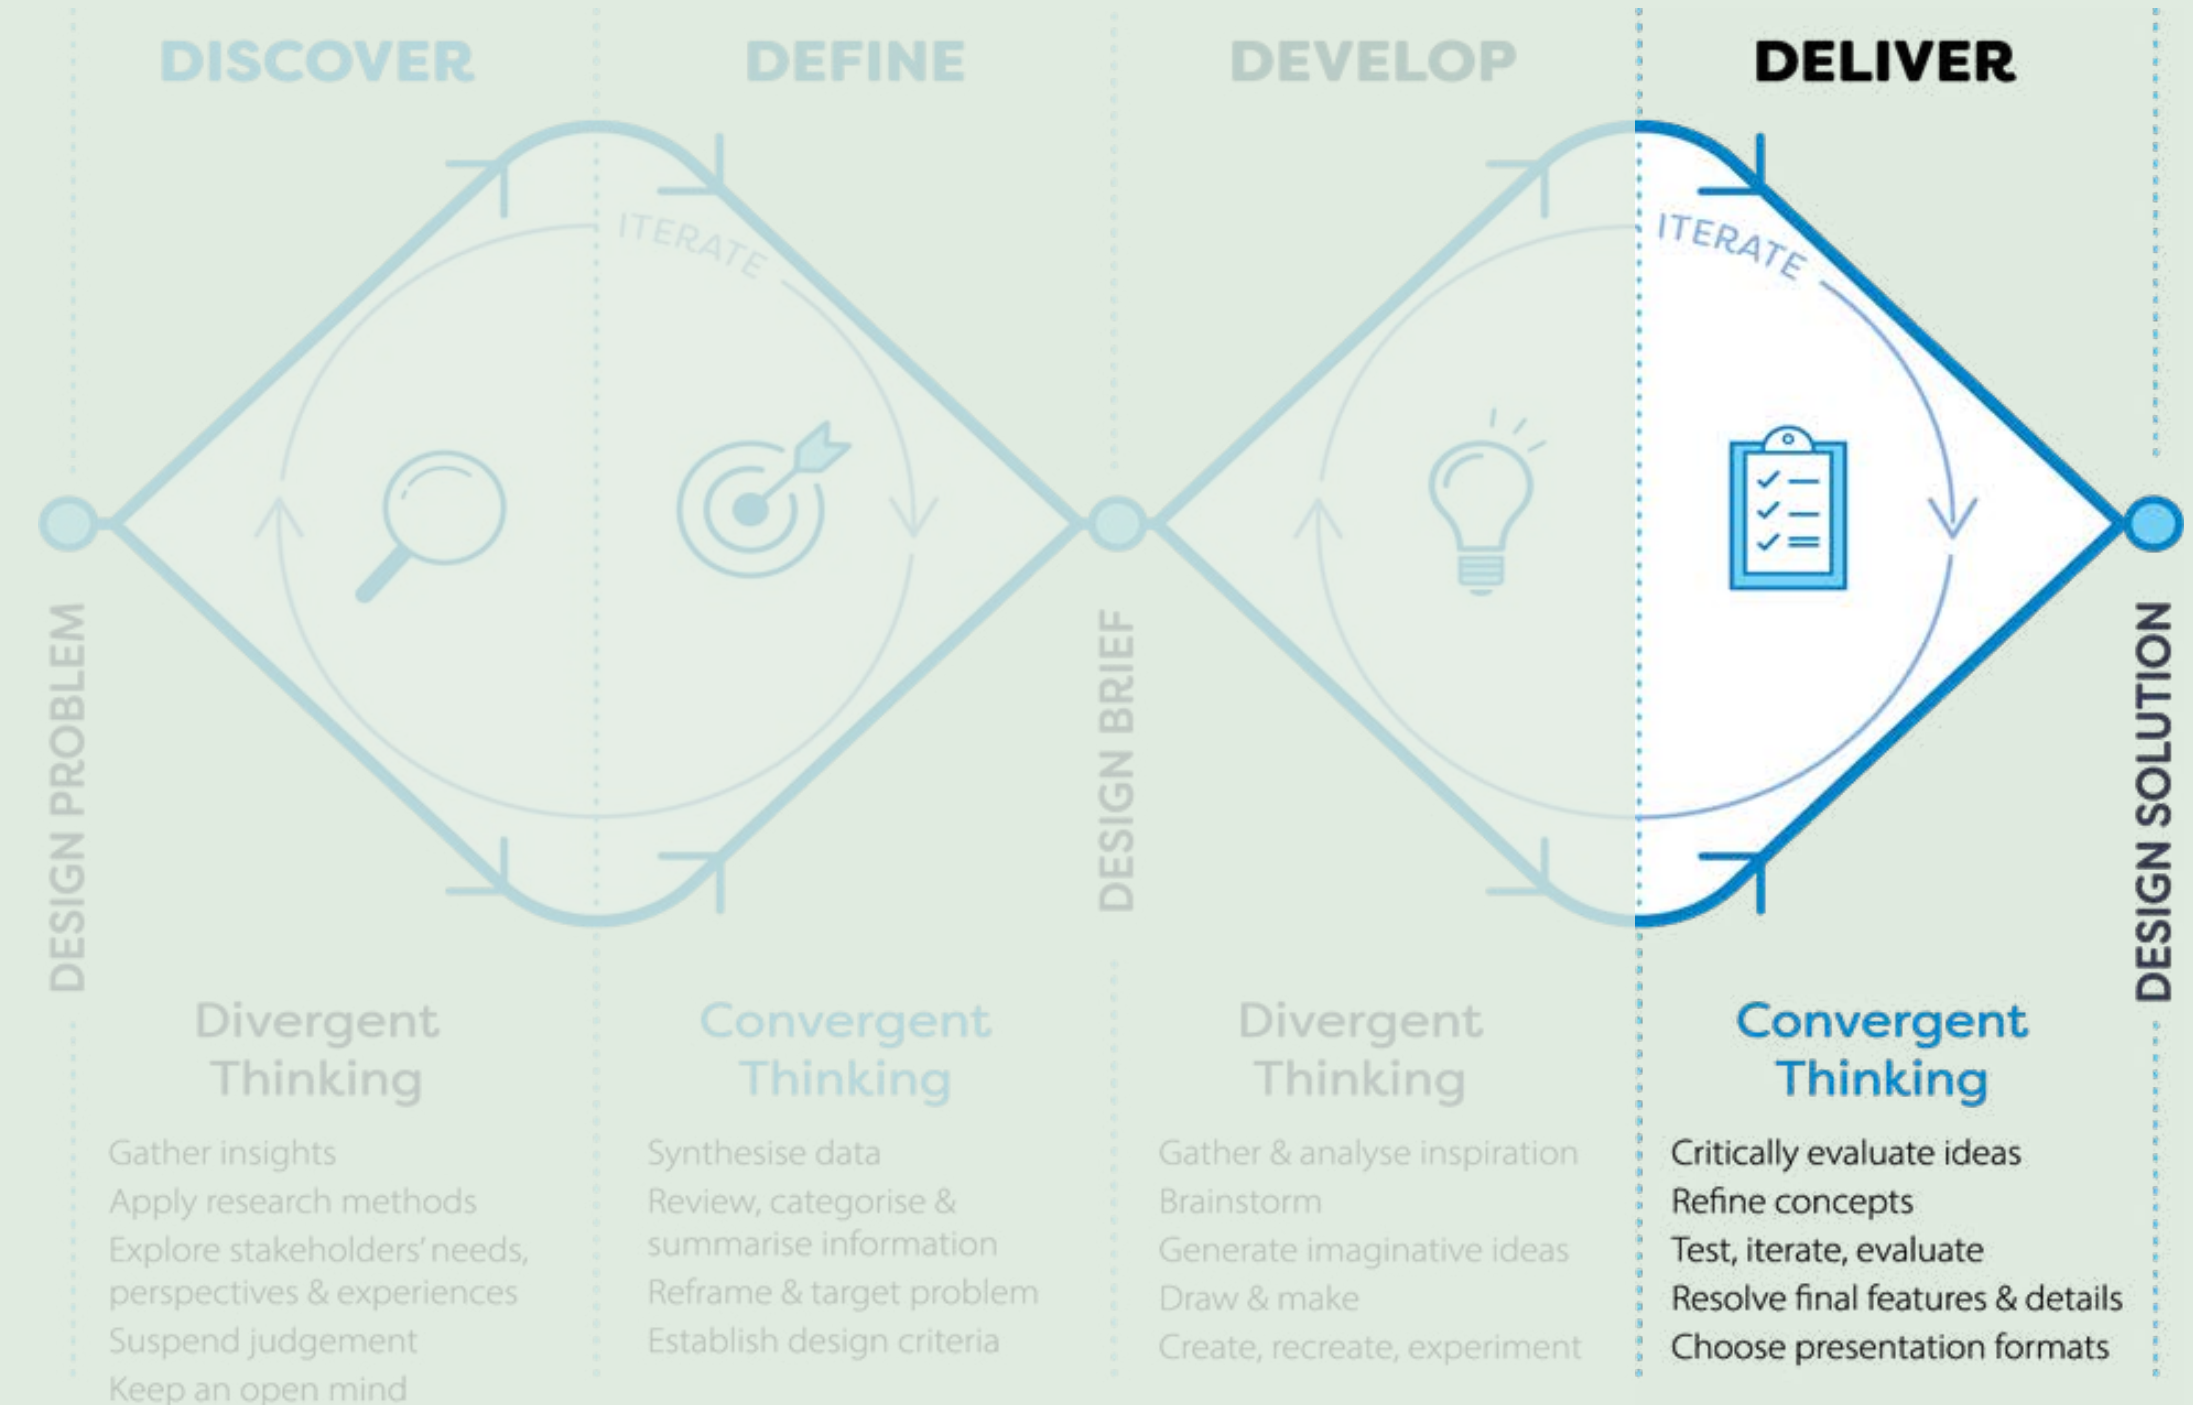 DISCOVER
DEFINE
DEVELOP
DELIVER
ITERATE
ITERATE
DESIGN PROBLEM
DESIGN BRIEF
DESIGN SOLUTION
Divergent
Thinking
Gather insights
Apply research methods
Explore stakeholders' needs,
perspectives & experiences
Suspend judgement
Keep an open mind
Convergent
Thinking
Synthesise data
Review, categorise &
summarise information
Reframe & target problem
Establish design criteria
Divergent
Thinking
Gather & analyse inspiration
Brainstorm
Generate imaginative ideas
Draw & make
Create, recreate, experiment
Convergent
Thinking
Critically evaluate ideas
Refine concepts
Test, iterate, evaluate
Resolve final features & details
Choose presentation formats